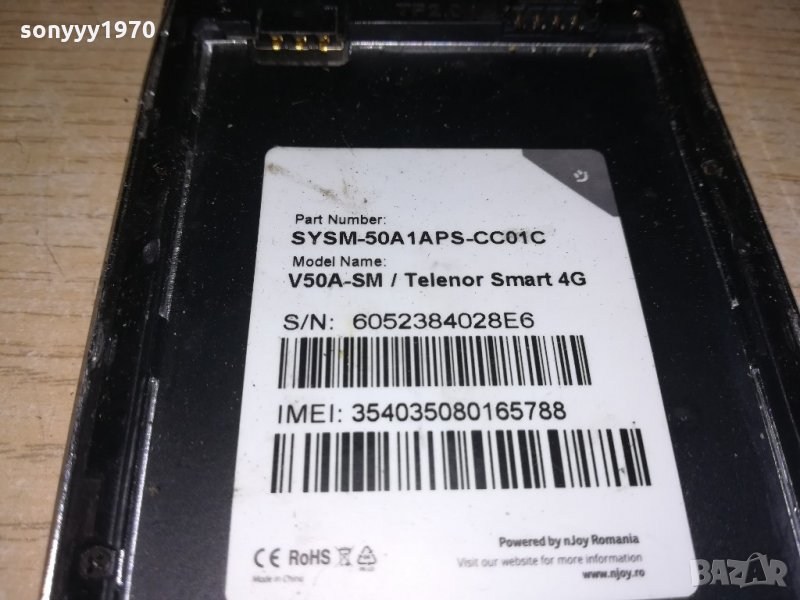 sonyyy1970
Part Number:
SYSM-50A1APS-CC01C
Model Name:
V50A-SM / Telenor Smart 4G
S/N: 6052384028E6
IMEI: 354035080165788
Powered by nJoy Romania
CE RoHS
Visit our website for more information
Made in China
www.njoy.ro
BAZAR